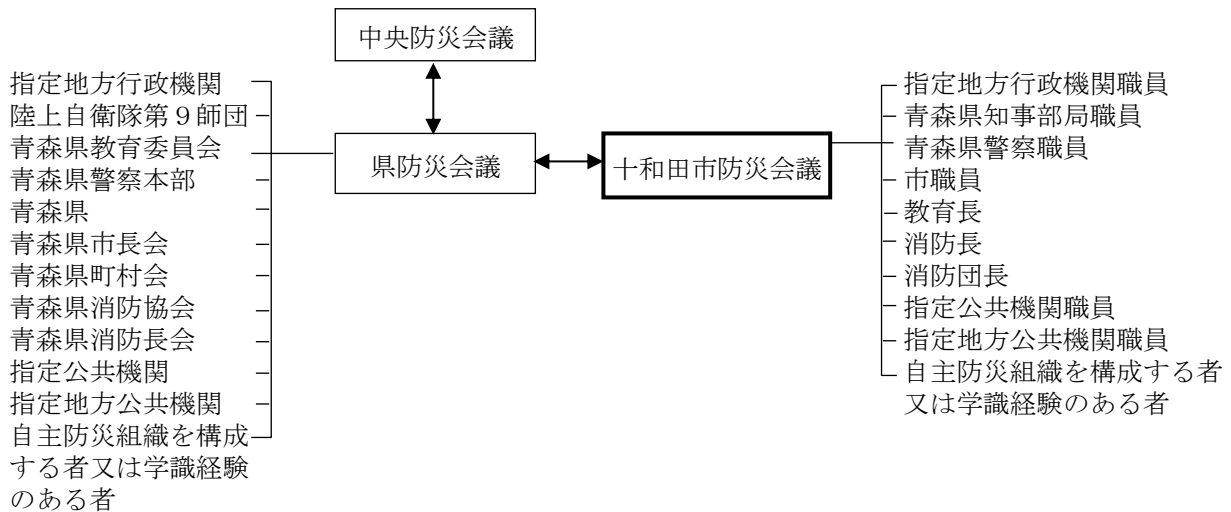 中央防災会議
指定地方行政機関
陸上自衛隊第９師団
青森県教育委員会
青森県警察本部
青森県
青森県市長会
青森県町村会
青森県消防協会
青森県消防長会
指定公共機関
指定地方公共機関
自主防災組織を構成
する者又は学識経験
のある者
県防災会議
十和田市防災会議
指定地方行政機関職員
青森県知事部局職員
青森県警察職員
市職員
教育長
消防長
消防団長
指定公共機関職員
指定地方公共機関職員
自主防災組織を構成する者
又は学識経験のある者